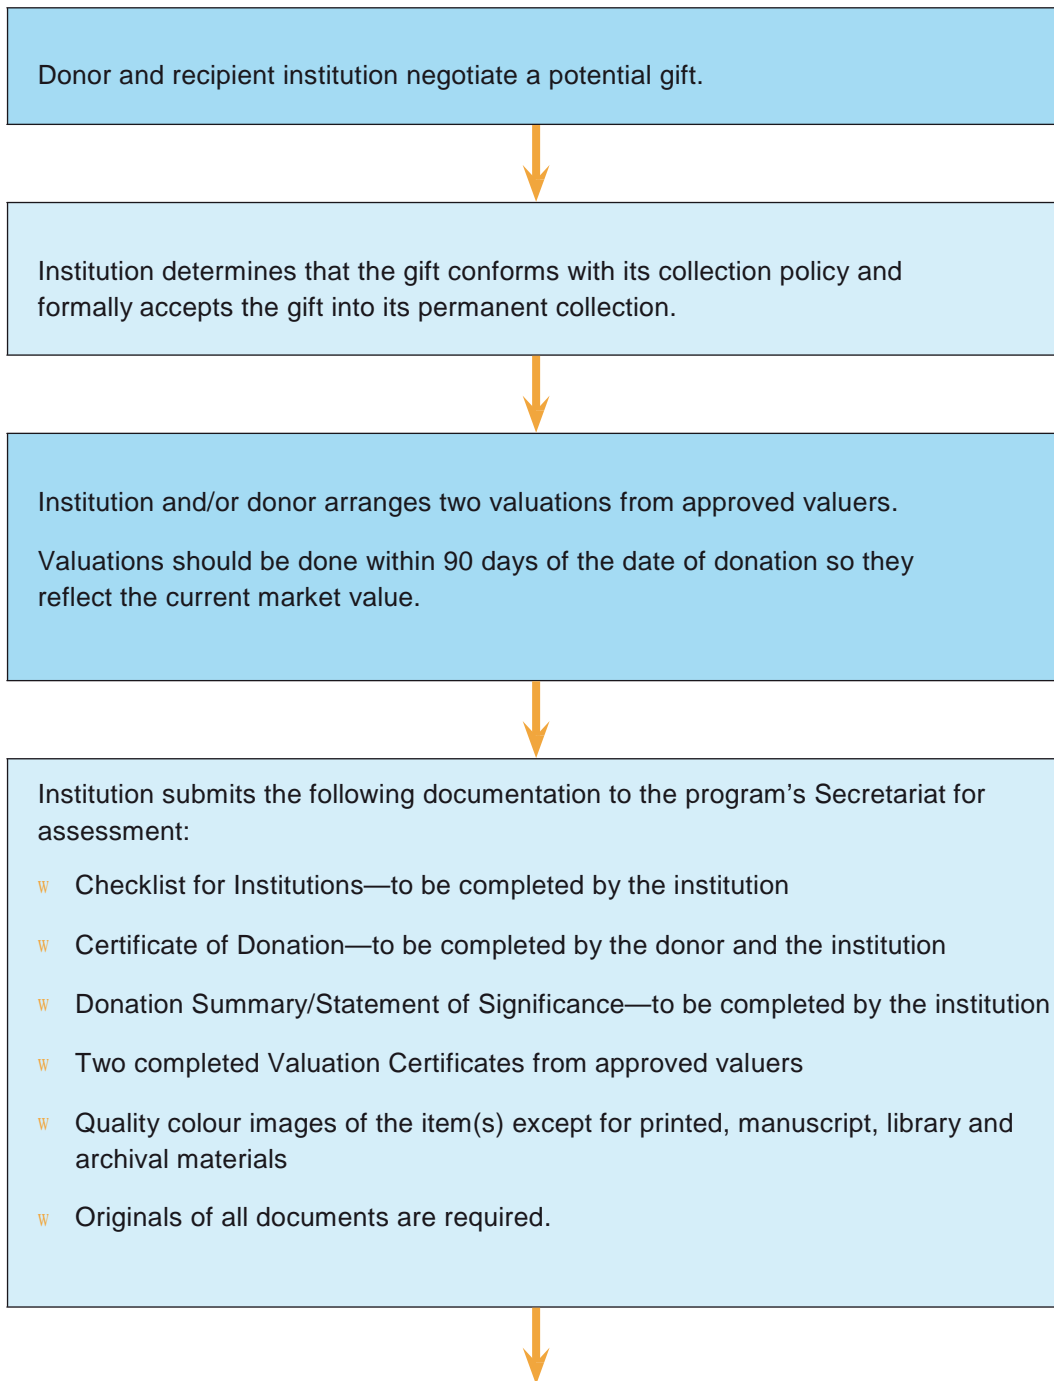 Donor and recipient institution negotiate a potential gift.
Institution determines that the gift conforms with its collection policy and
formally accepts the gift into its permanent collection.
Institution and/or donor arranges two valuations from approved valuers.
Valuations should be done within 90 days of the date of donation so they
reflect the current market value.
Institution submits the following documentation to the program’s Secretariat for
assessment:
w Checklist for Institutions—to be completed by the institution
w Certificate of Donation—to be completed by the donor and the institution
w Donation Summary/Statement of Significance—to be completed by the institution
w Two completed Valuation Certificates from approved valuers
w Quality colour images of the item(s) except for printed, manuscript, library and
archival materials
w Originals of all documents are required.